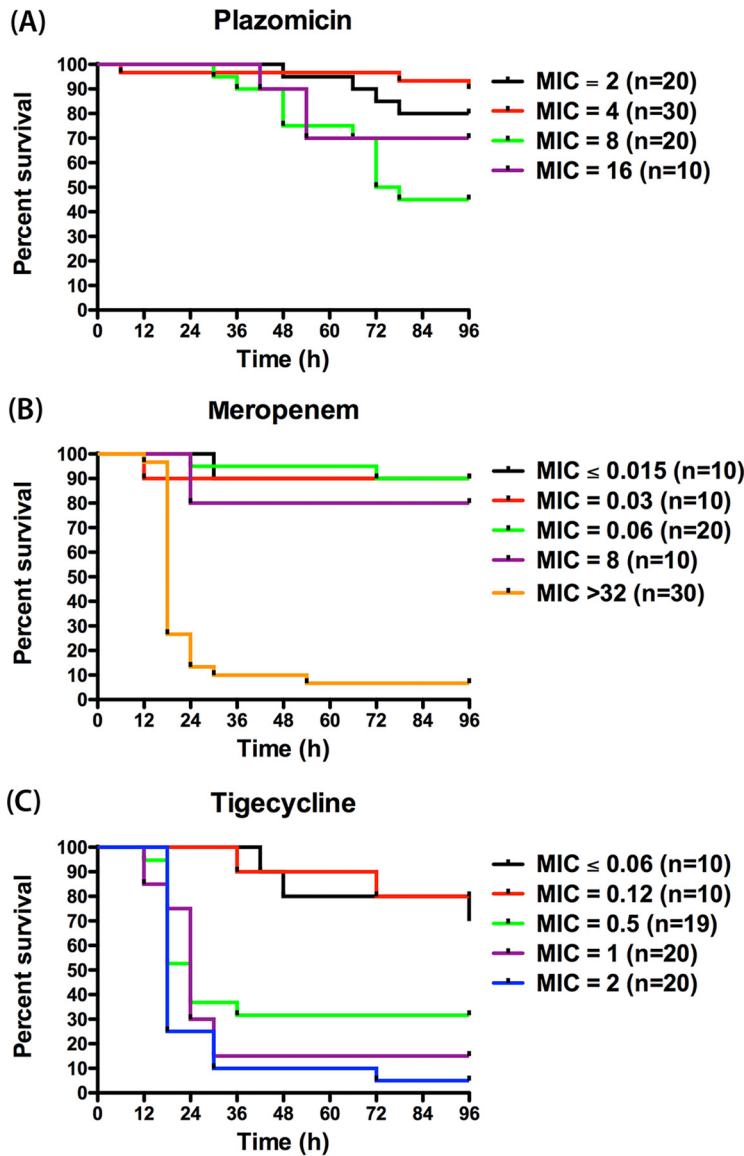 (A)
Plazomicin
100
90
80
70
60
50
40
30
20
10
0
Percent survival
0 12 24 36 48 60 72 84 96
Time (h)
MIC = 2 (n=20)
MIC = 4 (n=30)
MIC = 8 (n=20)
MIC = 16 (n=10)
(B)
Meropenem
100
90
80
70
60
50
40
30
20
10
0
Percent survival
0 12 24 36 48 60 72 84 96
Time (h)
MIC ≤ 0.015 (n=10)
MIC = 0.03 (n=10)
MIC = 0.06 (n=20)
MIC = 8 (n=10)
MIC >32 (n=30)
(C)
Tigecycline
100
90
80
70
60
50
40
30
20
10
0
Percent survival
0 12 24 36 48 60 72 84 96
Time (h)
MIC ≤ 0.06 (n=10)
MIC = 0.12 (n=10)
MIC = 0.5 (n=19)
MIC = 1 (n=20)
MIC = 2 (n=20)